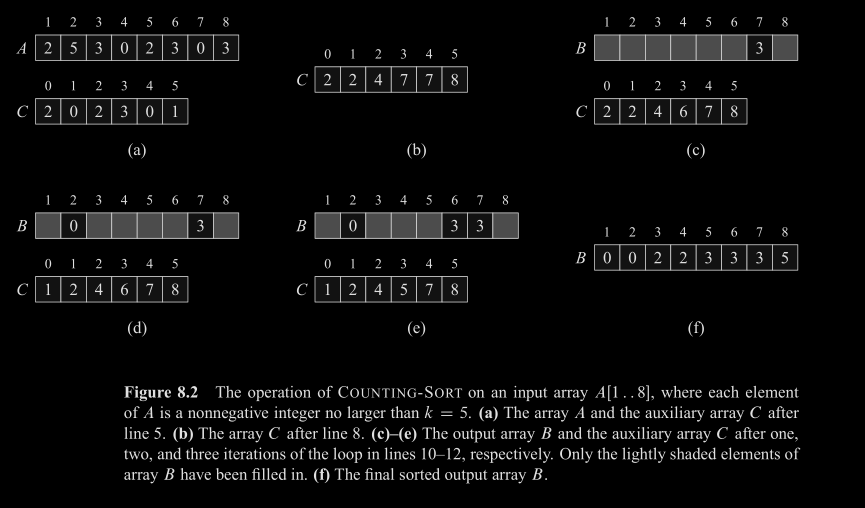 1 2 3 4 5 6 7 8
A 2 5 3 0 2 3 0 3
0 1 2 3 4 5
C 2 0 2 3 0 1
(a)
0 1 2 3 4 5
C 2 2 4 7 7 8
(b)
1 2 3 4 5 6 7 8
B 3
0 1 2 3 4 5
C 2 2 4 6 7 8
(c)
1 2 3 4 5 6 7 8
B 0 3
0 1 2 3 4 5
C 1 2 4 6 7 8
(d)
1 2 3 4 5 6 7 8
B 0 3 3
0 1 2 3 4 5
C 1 2 4 5 7 8
(e)
1 2 3 4 5 6 7 8
B 0 0 2 2 3 3 3 5
(f)
Figure 8.2 The operation of COUNTING-SORT on an input array A[1 . . 8], where each element
of A is a nonnegative integer no larger than k = 5. (a) The array A and the auxiliary array C after
line 5. (b) The array C after line 8. (c)–(e) The output array B and the auxiliary array C after one,
two, and three iterations of the loop in lines 10–12, respectively. Only the lightly shaded elements of
array B have been filled in. (f) The final sorted output array B.